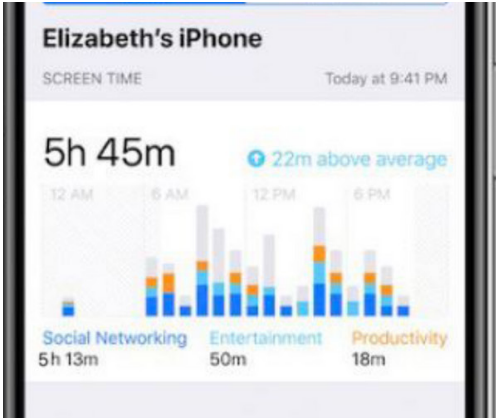 Elizabeth's iPhone
SCREEN TIME Today at 9:41 PM
5h 45m 22m above average
12 AM 6 AM 12 PM 6 PM
Social Networking Entertainment Productivity
5h 13m 50m 18m